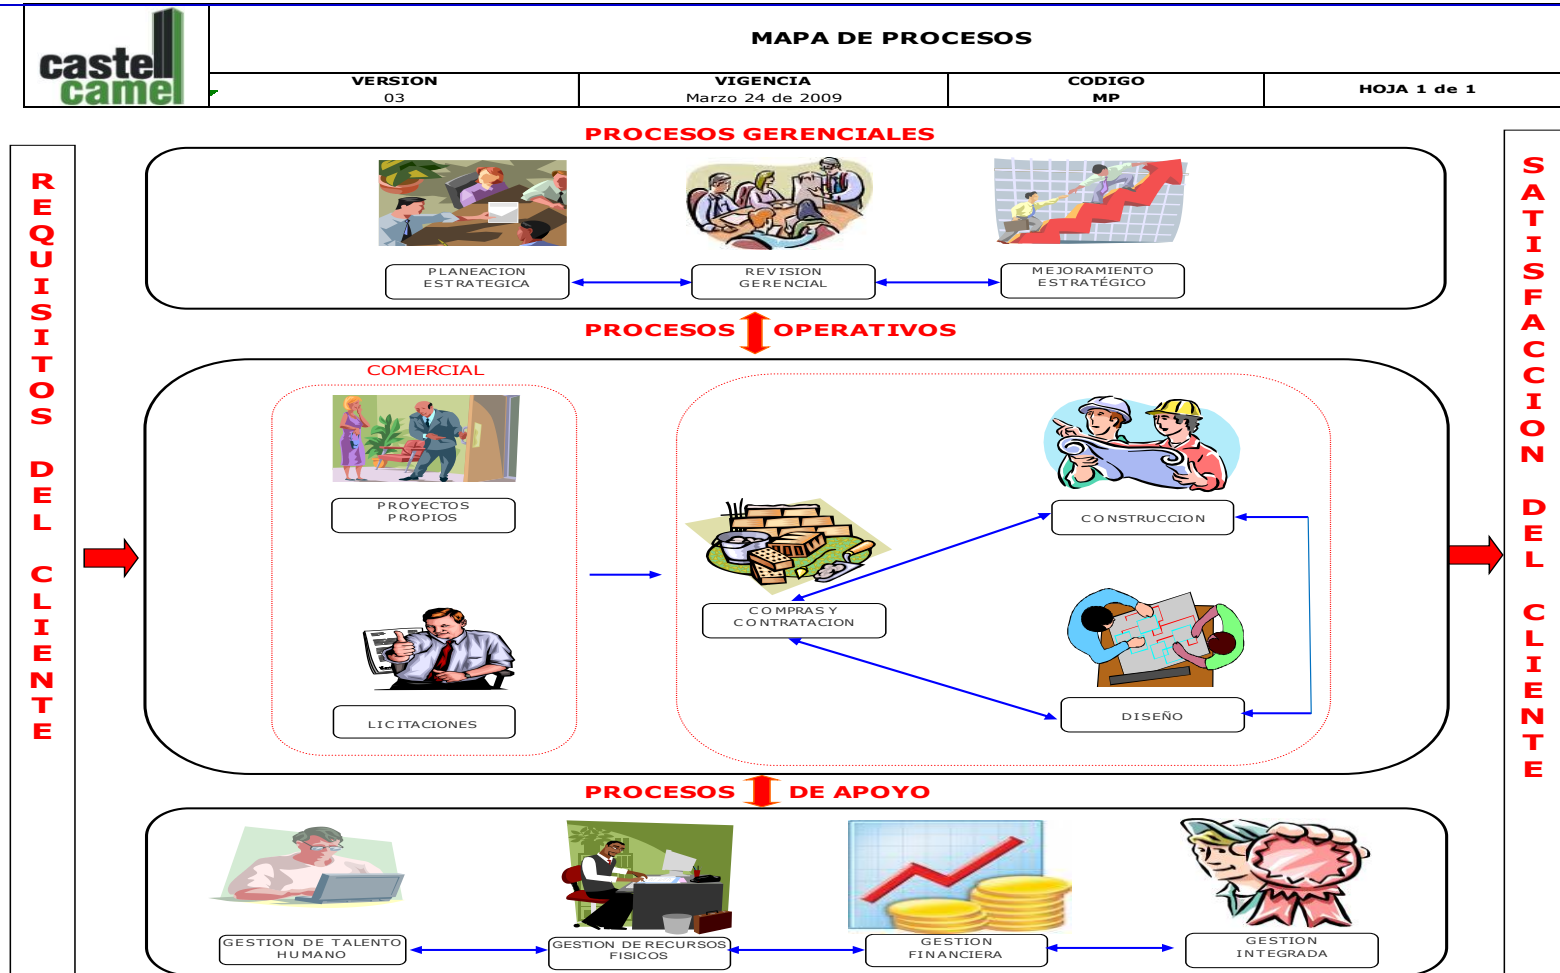 castell
camel
MAPA DE PROCESOS
VERSION
03
VIGENCIA
Marzo 24 de 2009
CODIGO
MP
HOJA 1 de 1
REQUISITOS DEL CLIENTE
PROCESOS GERENCIALES
PLANEACION
ESTRATEGICA
REVISION
GERENCIAL
MEJORAMIENTO
ESTRATÉGICO
PROCESOS OPERATIVOS
COMERCIAL
PROYECTOS
PROPIOS
LICITACIONES
COMPRAS Y
CONTRATACION
CONSTRUCCION
DISEÑO
PROCESOS DE APOYO
GESTION DE TALENTO
HUMANO
GESTION DE RECURSOS
FISICOS
GESTION
FINANCIERA
GESTION
INTEGRADA
SATISFACCION DEL CLIENTE